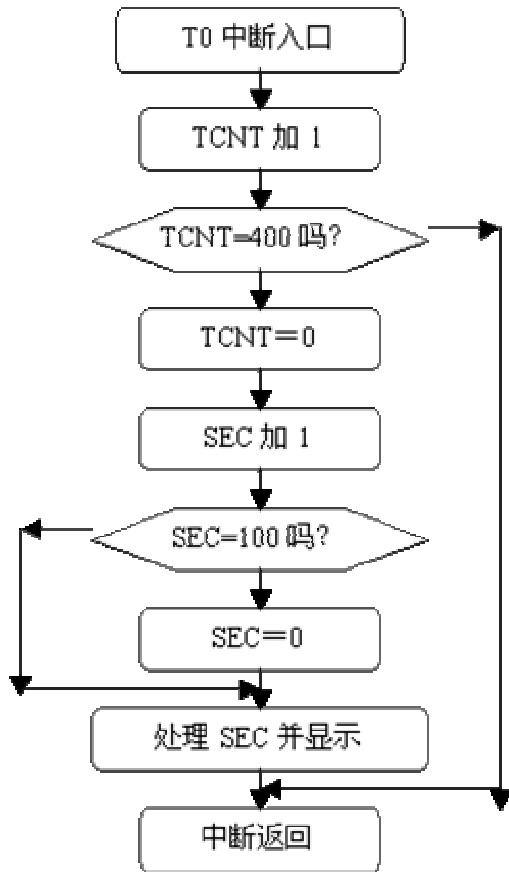 T0 中断入口
TCNT 加 1
TCNT=400 吗?
TCNT＝0
SEC 加 1
SEC=100 吗?
SEC＝0
处理 SEC 并显示
中断返回